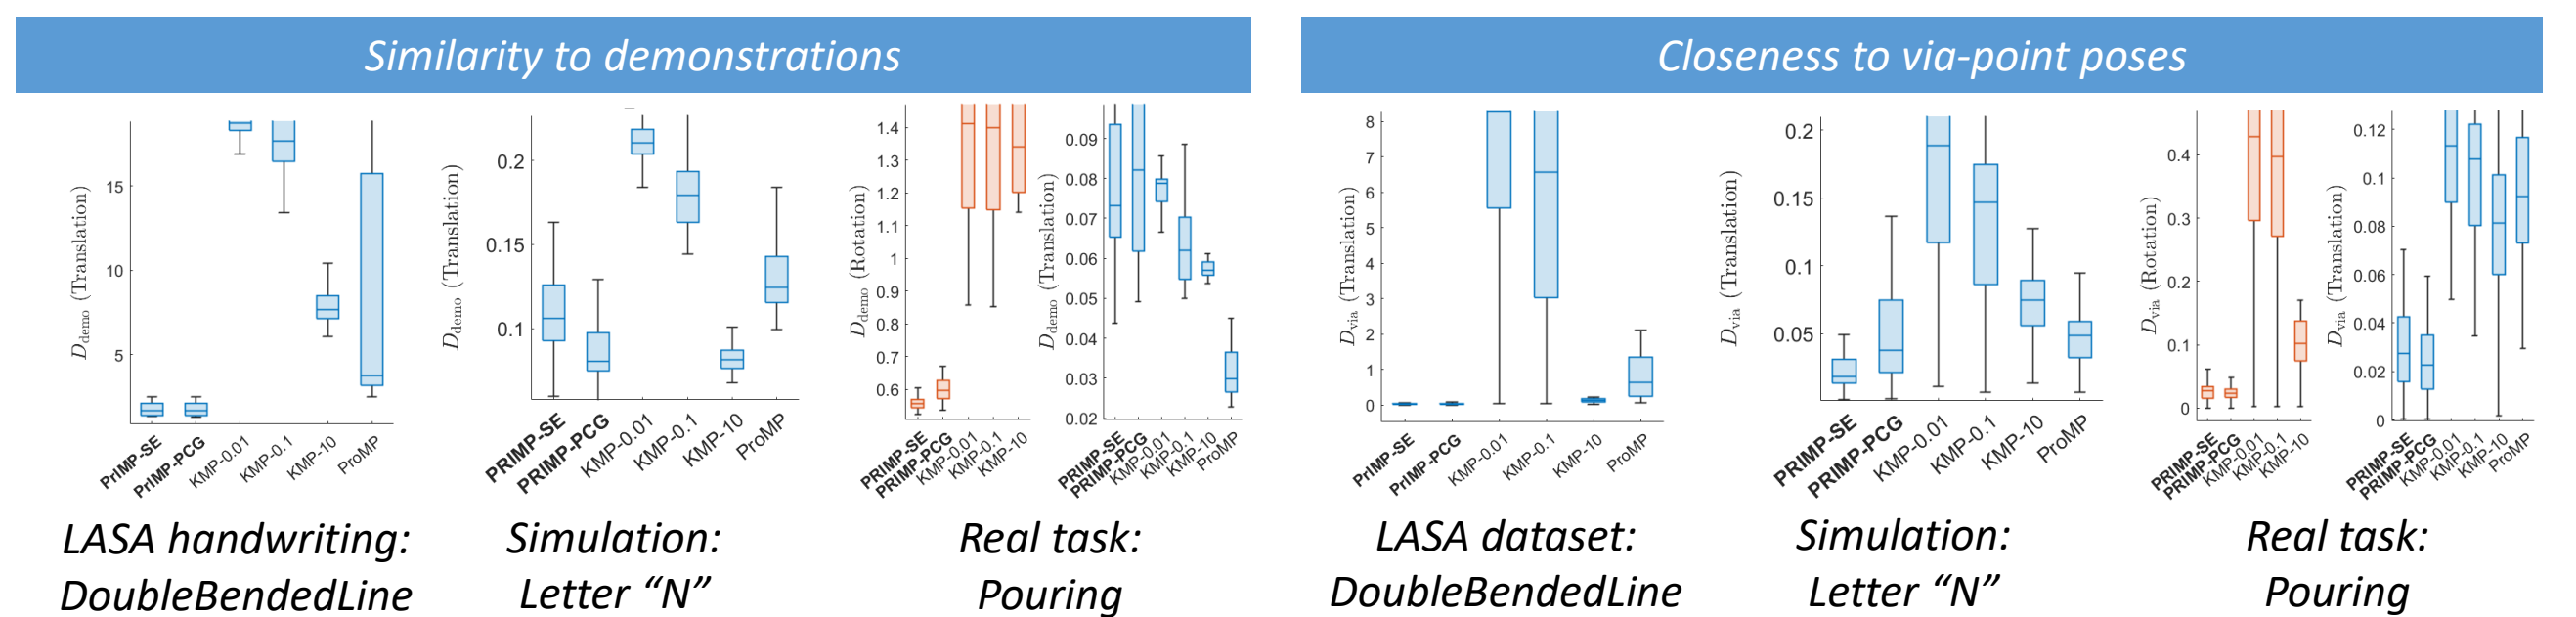 Similarity to demonstrations
Closeness to via-point poses
D_demo (Translation)
15
10
5
PrIMP-SE
PrIMP-PCG
KMP-0.01
KMP-0.1
KMP-10
ProMP
D_demo (Translation)
0.2
0.15
0.1
PRIMP-SE
PRIMP-PCG
KMP-0.01
KMP-0.1
KMP-10
ProMP
D_demo (Rotation)
1.4
1.3
1.2
1.1
1
0.9
0.8
0.7
0.6
PRIMP-SE
PRIMP-PCG
KMP-0.01
KMP-0.1
KMP-10
D_demo (Translation)
0.09
0.08
0.07
0.06
0.05
0.04
0.03
0.02
PRIMP-SE
PRIMP-PCG
KMP-0.01
KMP-0.1
KMP-10
ProMP
D_via (Translation)
8
7
6
5
4
3
2
1
0
PrIMP-SE
PrIMP-PCG
KMP-0.01
KMP-0.1
KMP-10
ProMP
D_via (Translation)
0.2
0.15
0.1
0.05
PRIMP-SE
PRIMP-PCG
KMP-0.01
KMP-0.1
KMP-10
ProMP
D_via (Rotation)
0.4
0.3
0.2
0.1
0
PRIMP-SE
PRIMP-PCG
KMP-0.01
KMP-0.1
KMP-10
D_via (Translation)
0.12
0.1
0.08
0.06
0.04
0.02
0
PRIMP-SE
PRIMP-PCG
KMP-0.01
KMP-0.1
KMP-10
ProMP
LASA handwriting:
DoubleBendedLine
Simulation:
Letter “N”
Real task:
Pouring
LASA dataset:
DoubleBendedLine
Simulation:
Letter “N”
Real task:
Pouring